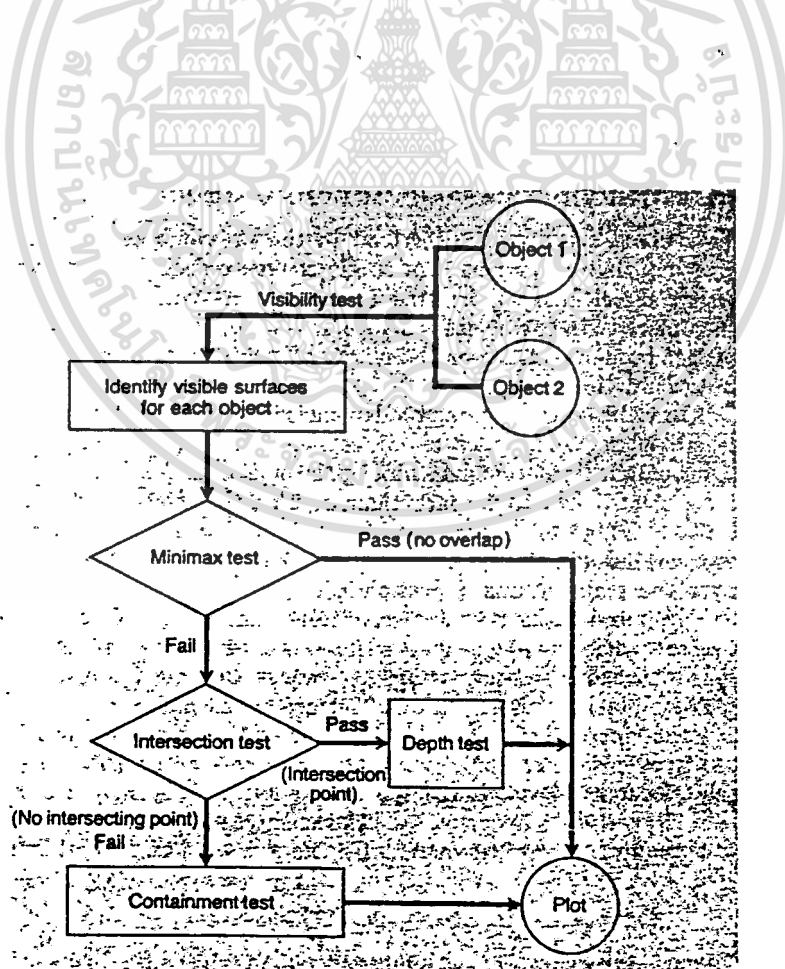 Object 1
Visibility test
Identify visible surfaces
for each object
Object 2
Pass (no overlap)
Minimax test
Fail
Intersection test
Pass
Depth test
(Intersection
point)
(No intersecting point)
Fail
Containment test
Plot